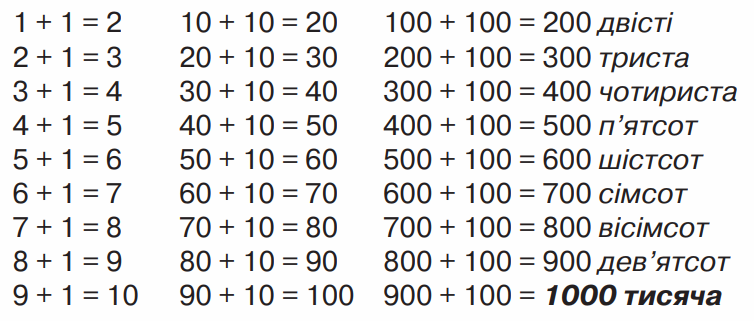 1 + 1 = 2 10 + 10 = 20 100 + 100 = 200 двісті
2 + 1 = 3 20 + 10 = 30 200 + 100 = 300 триста
3 + 1 = 4 30 + 10 = 40 300 + 100 = 400 чотириста
4 + 1 = 5 40 + 10 = 50 400 + 100 = 500 п’ятсот
5 + 1 = 6 50 + 10 = 60 500 + 100 = 600 шістсот
6 + 1 = 7 60 + 10 = 70 600 + 100 = 700 сімсот
7 + 1 = 8 70 + 10 = 80 700 + 100 = 800 вісімсот
8 + 1 = 9 80 + 10 = 90 800 + 100 = 900 дев’ятсот
9 + 1 = 10 90 + 10 = 100 900 + 100 = 1000 тисяча